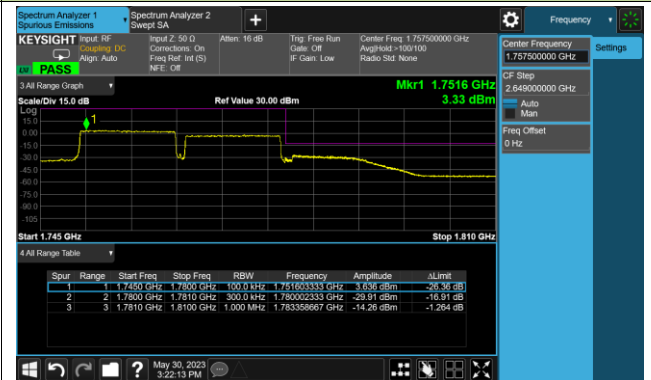 Spectrum Analyzer 1
Spurious Emissions
Spectrum Analyzer 2
Swept SA
Frequency
KEYSIGHT
Input: RF
Coupling: DC
Align: Auto
Input Z: 50 Ω
Corrections: On
Freq Ref: Int (S)
NFE: Off
Atten: 16 dB
Trig: Free Run
Gate: Off
IF Gain: Low
Center Freq: 1.757500000 GHz
Avg|Hold:>100/100
Radio Std: None
PASS
Center Frequency
1.757500000 GHz
Settings
CF Step
2.649000000 GHz
Auto
Man
Freq Offset
0 Hz
3 All Range Graph
Mkr1 1.7516 GHz
Scale/Div 15.0 dB
Ref Value 30.00 dBm
3.33 dBm
Log
15.0
1
0.00
-15.0
-30.0
-45.0
-60.0
-75.0
-90.0
-105
Start 1.745 GHz
Stop 1.810 GHz
4 All Range Table
Spur Range Start Freq Stop Freq RBW Frequency Amplitude ΔLimit
1 1 1.7450 GHz 1.7800 GHz 100.0 kHz 1.751603333 GHz 3.636 dBm -26.36 dB
2 2 1.7800 GHz 1.7810 GHz 300.0 kHz 1.780002333 GHz -29.91 dBm -16.91 dB
3 3 1.7810 GHz 1.8100 GHz 1.000 MHz 1.783358667 GHz -14.26 dBm -1.264 dB
?
May 30, 2023
3:22:13 PM